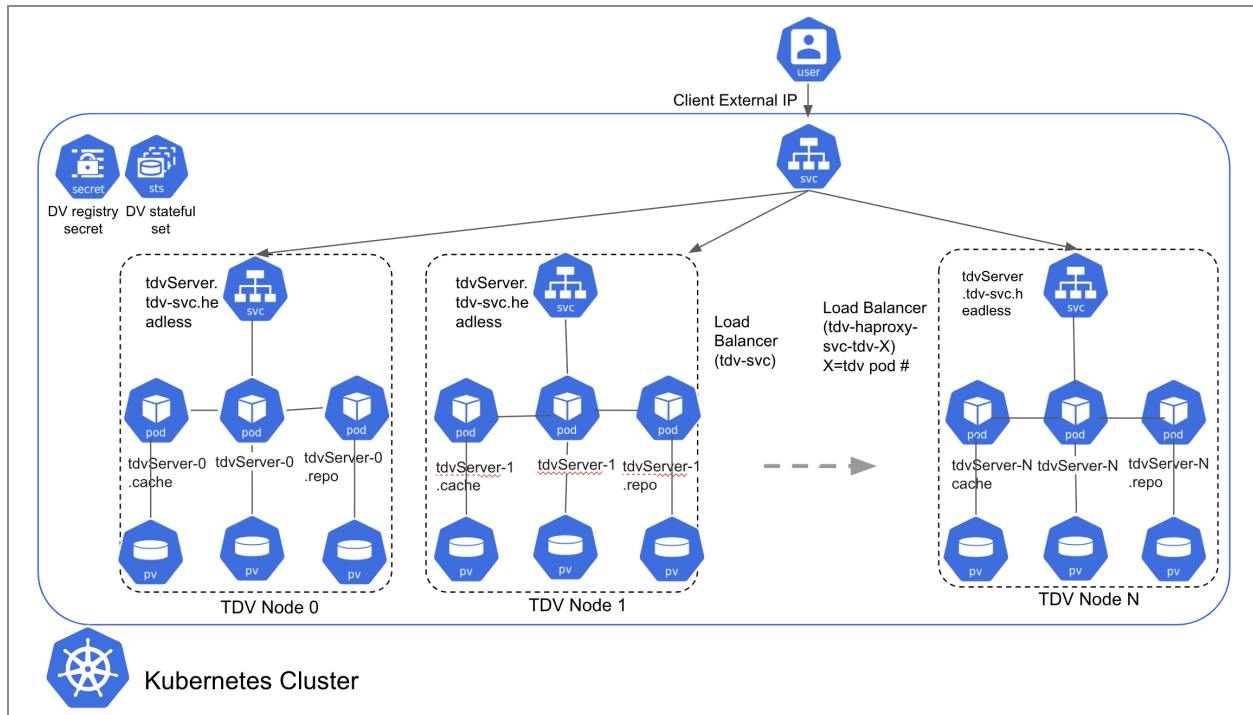 user
Client External IP
svc
secret
sts
DV registry
secret
DV stateful
set
tdvServer.
tdv-svc.he
adless
svc
tdvServer.
tdv-svc.he
adless
svc
Load
Balancer
(tdv-svc)
Load Balancer
(tdv-haproxy-
svc-tdv-X)
X=tdv pod #
tdvServer
.tdv-svc.h
eadless
svc
pod
pod
pod
tdvServer-0
.cache
tdvServer-0
tdvServer-0
.repo
pv
pv
pv
TDV Node 0
pod
pod
pod
tdvServer-1
.cache
tdvServer-1
tdvServer-1
.repo
pv
pv
pv
TDV Node 1
pod
pod
pod
tdvServer-N
cache
tdvServer-N
tdvServer-N
.repo
pv
pv
pv
TDV Node N
Kubernetes Cluster